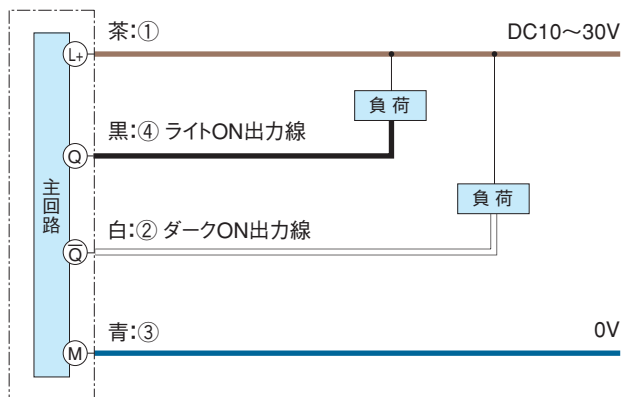 茶:① DC10～30V
L+
負荷
黒:④ ライトON出力線
Q
主回路
負荷
白:② ダークON出力線
Q̅
青:③ 0V
M